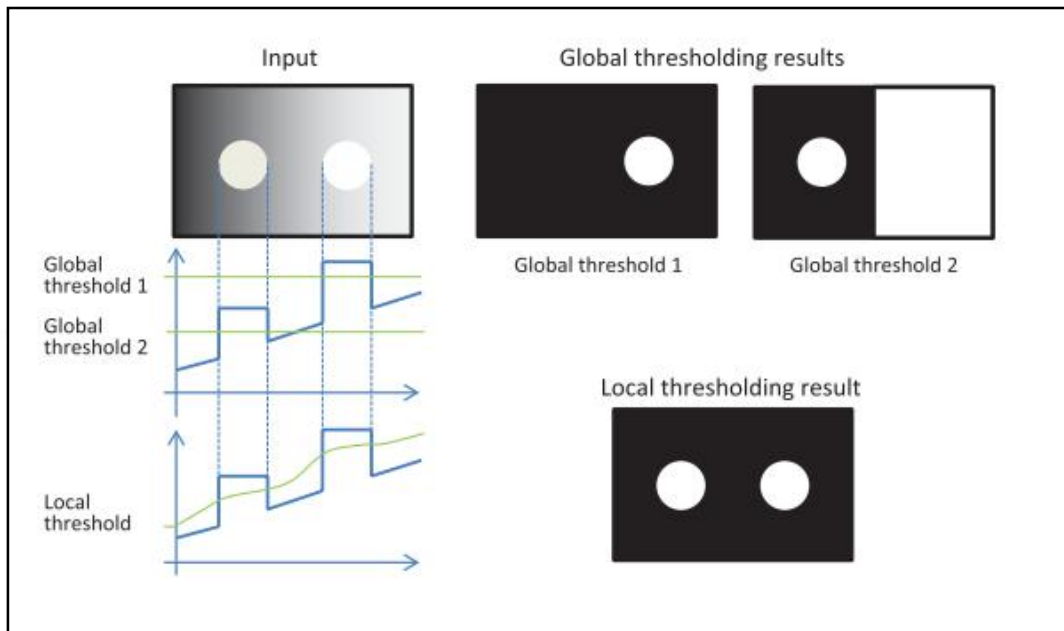 Input
Global thresholding results
Global
threshold 1
Global
threshold 2
Global threshold 1
Global threshold 2
Local
threshold
Local thresholding result